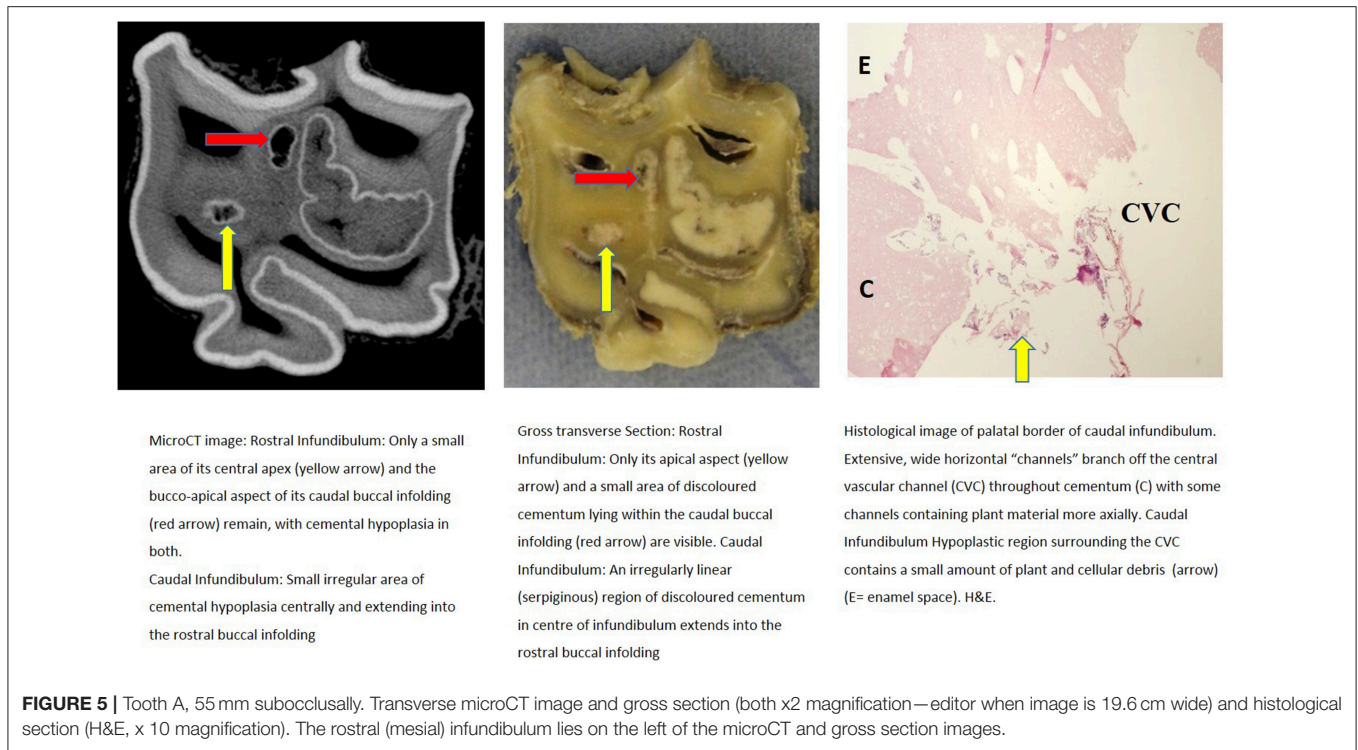 E
C
CVC
MicroCT image: Rostral Infundibulum: Only a small
area of its central apex (yellow arrow) and the
bucco-apical aspect of its caudal buccal infolding
(red arrow) remain, with cemental hypoplasia in
both.
Caudal Infundibulum: Small irregular area of
cemental hypoplasia centrally and extending into
the rostral buccal infolding
Gross transverse Section: Rostral
Infundibulum: Only its apical aspect (yellow
arrow) and a small area of discoloured
cementum lying within the caudal buccal
infolding (red arrow) are visible. Caudal
Infundibulum: An irregularly linear
(serpiginous) region of discoloured cementum
in centre of infundibulum extends into the
rostral buccal infolding
Histological image of palatal border of caudal infundibulum.
Extensive, wide horizontal “channels” branch off the central
vascular channel (CVC) throughout cementum (C) with some
channels containing plant material more axially. Caudal
Infundibulum Hypoplastic region surrounding the CVC
contains a small amount of plant and cellular debris (arrow)
(E= enamel space). H&E.
FIGURE 5 | Tooth A, 55 mm subocclusally. Transverse microCT image and gross section (both x2 magnification—editor when image is 19.6 cm wide) and histological
section (H&E, x 10 magnification). The rostral (mesial) infundibulum lies on the left of the microCT and gross section images.